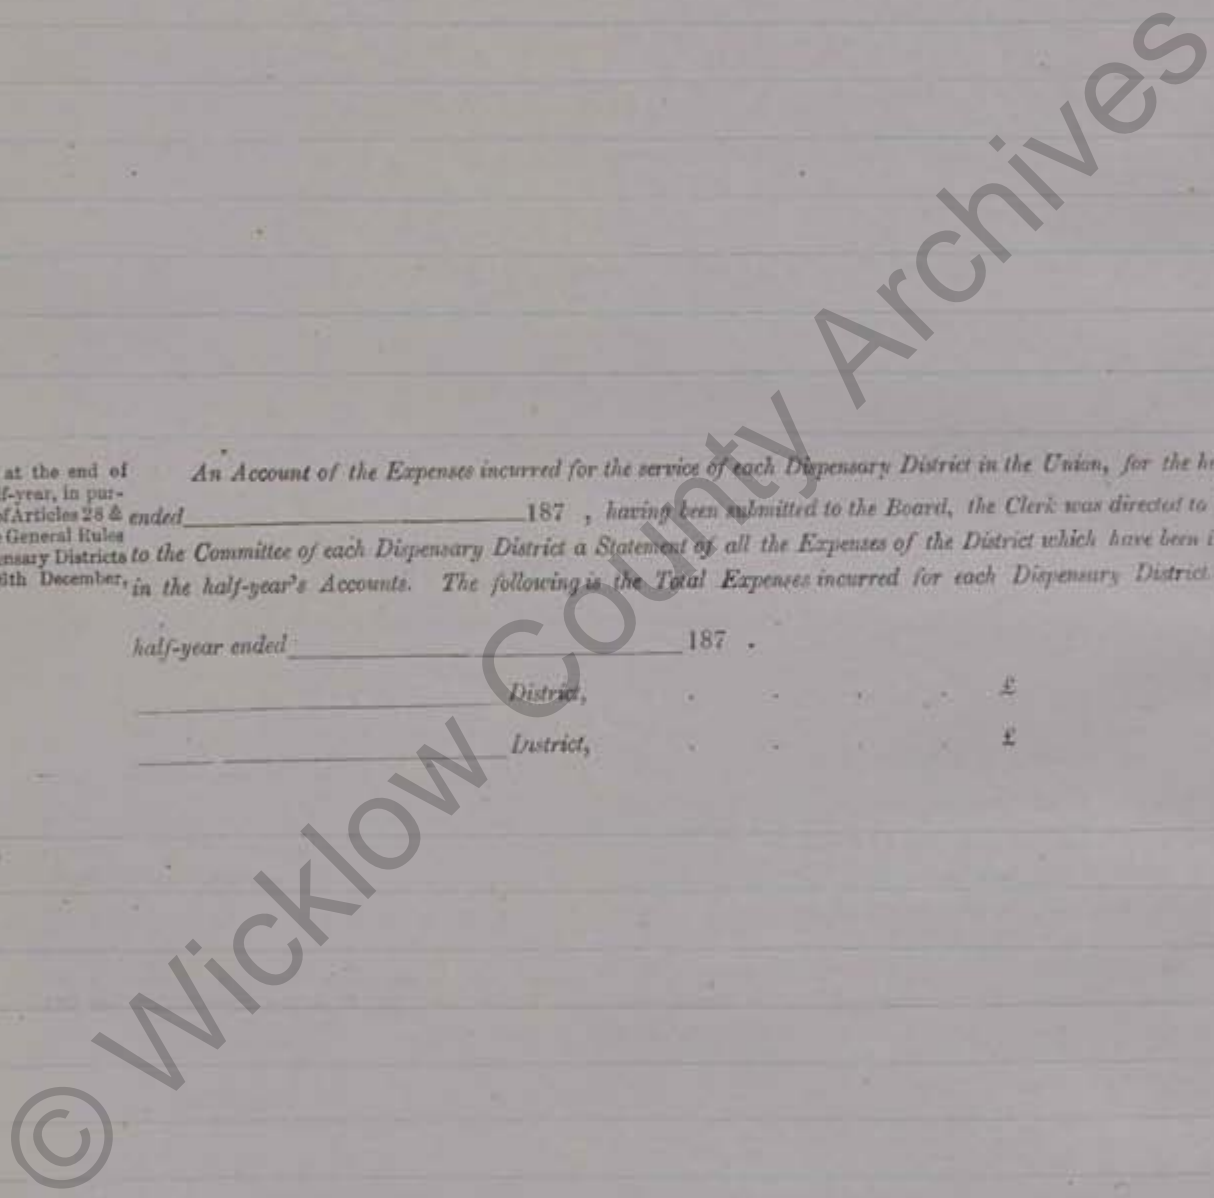 at the end of
f-year, in pur-
of Articles 28 &
General Rules
nsary Districts
th December,
An Account of the Expenses incurred for the service of each Dispensary District in the Union, for the h
ended 187 , having been submitted to the Board, the Clerk was directed to
to the Committee of each Dispensary District a Statement of all the Expenses of the District which have been i
in the half-year's Accounts. The following is the Total Expenses incurred for each Dispensary District
half-year ended 187 .
District, . . . . £
District, . . . . £
© Wicklow County Archives